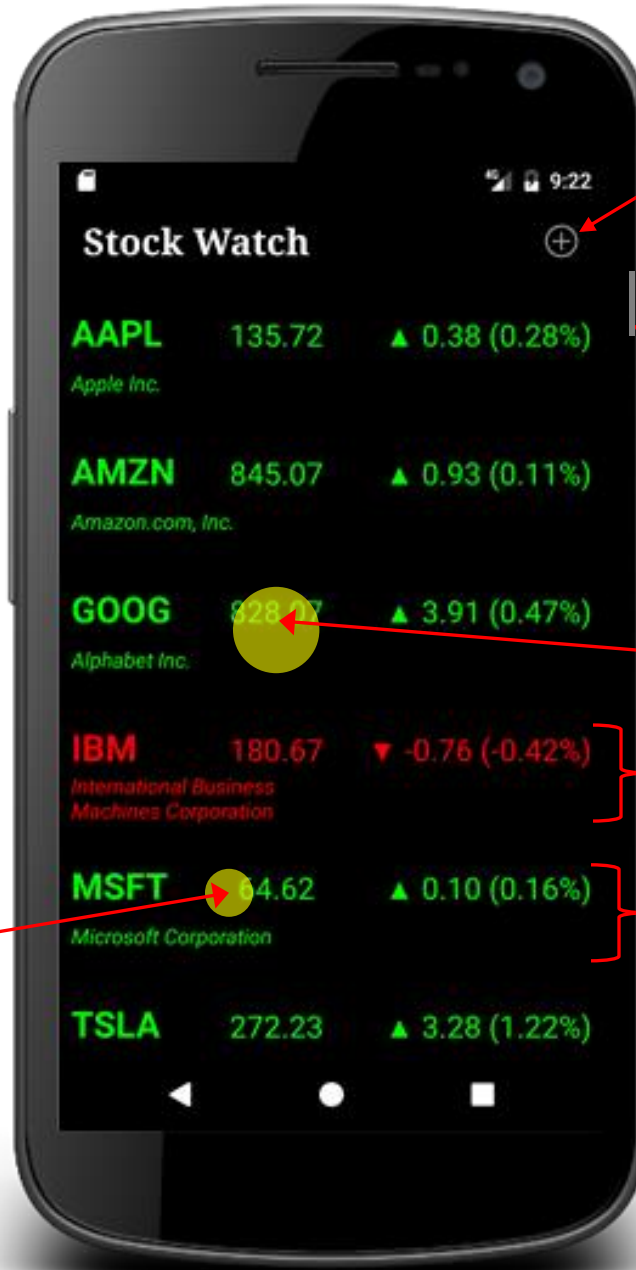 4G 9:22
Stock Watch
AAPL 135.72 ▲ 0.38 (0.28%)
Apple Inc.
AMZN 845.07 ▲ 0.93 (0.11%)
Amazon.com, Inc.
GOOG 828.07 ▲ 3.91 (0.47%)
Alphabet Inc.
IBM 180.67 ▼ -0.76 (-0.42%)
International Business
Machines Corporation
MSFT 64.62 ▲ 0.10 (0.16%)
Microsoft Corporation
TSLA 272.23 ▲ 3.28 (1.22%)